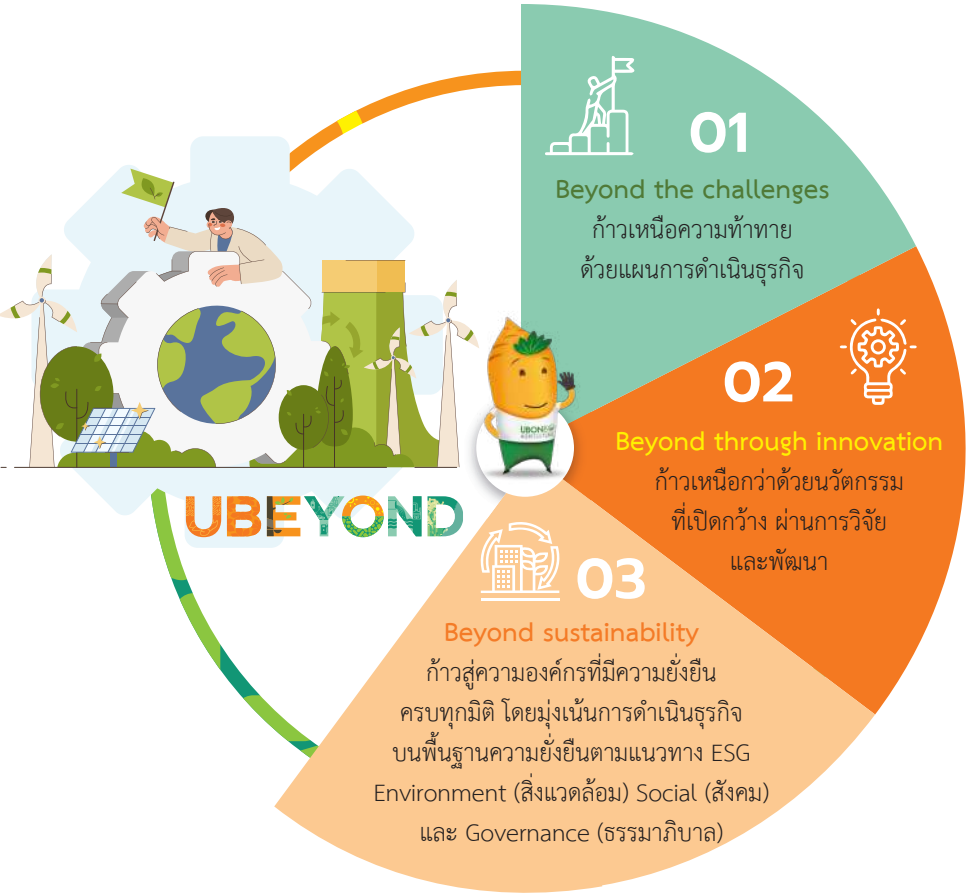 01
Beyond the challenges
ก้าวเหนือความท้าทาย
ด้วยแผนการดำเนินธุรกิจ
02
Beyond through innovation
ก้าวเหนือกว่าด้วยนวัตกรรม
ที่เปิดกว้าง ผ่านการวิจัย
และพัฒนา
UBON
AGRICULTURAL
UBEYOND
03
Beyond sustainability
ก้าวสู่ความองค์กรที่มีความยั่งยืน
ครบทุกมิติ โดยมุ่งเน้นการดำเนินธุรกิจ
บนพื้นฐานความยั่งยืนตามแนวทาง ESG
Environment (สิ่งแวดล้อม) Social (สังคม)
และ Governance (ธรรมาภิบาล)